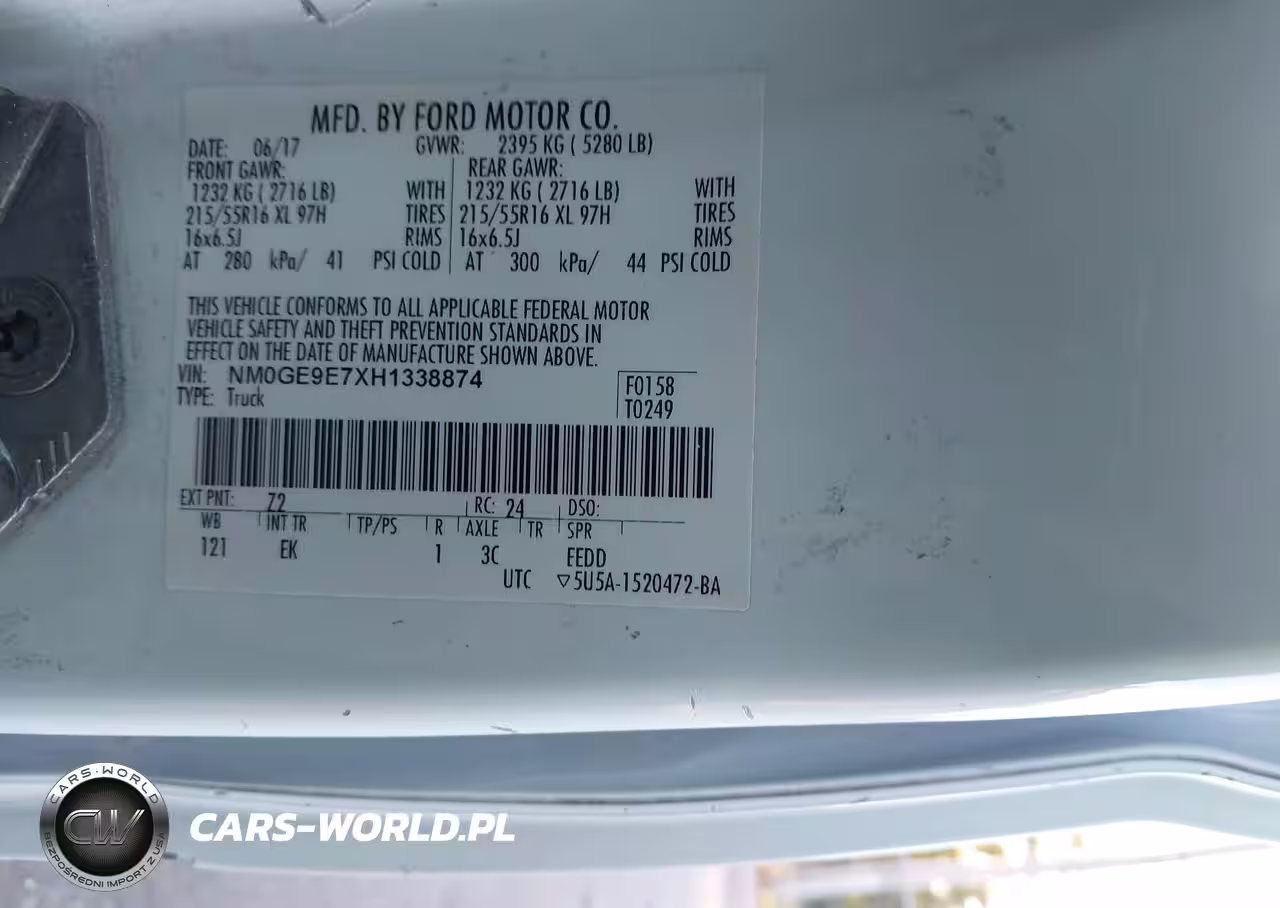 MFD. BY FORD MOTOR CO.
DATE: 06/17 GVWR: 2395 KG ( 5280 LB)
FRONT GAWR: REAR GAWR:
1232 KG ( 2716 LB) WITH 1232 KG ( 2716 LB) WITH
215/55R16 XL 97H TIRES 215/55R16 XL 97H TIRES
16x6.5J RIMS 16x6.5J RIMS
AT 280 kPa/ 41 PSI COLD AT 300 kPa/ 44 PSI COLD
THIS VEHICLE CONFORMS TO ALL APPLICABLE FEDERAL MOTOR
VEHICLE SAFETY AND THEFT PREVENTION STANDARDS IN
EFFECT ON THE DATE OF MANUFACTURE SHOWN ABOVE.
VIN: NM0GE9E7XH1338874 F0158
TYPE: Truck T0249
EXT PNT: Z2 RC: 24 DSO:
WB INT TR TP/PS R AXLE TR SPR
121 EK 1 3C EEDD
UTC ▽5U5A-1520472-BA
CARS-WORLD
CW
BEZPOŚREDNI IMPORT Z USA
CARS-WORLD.PL